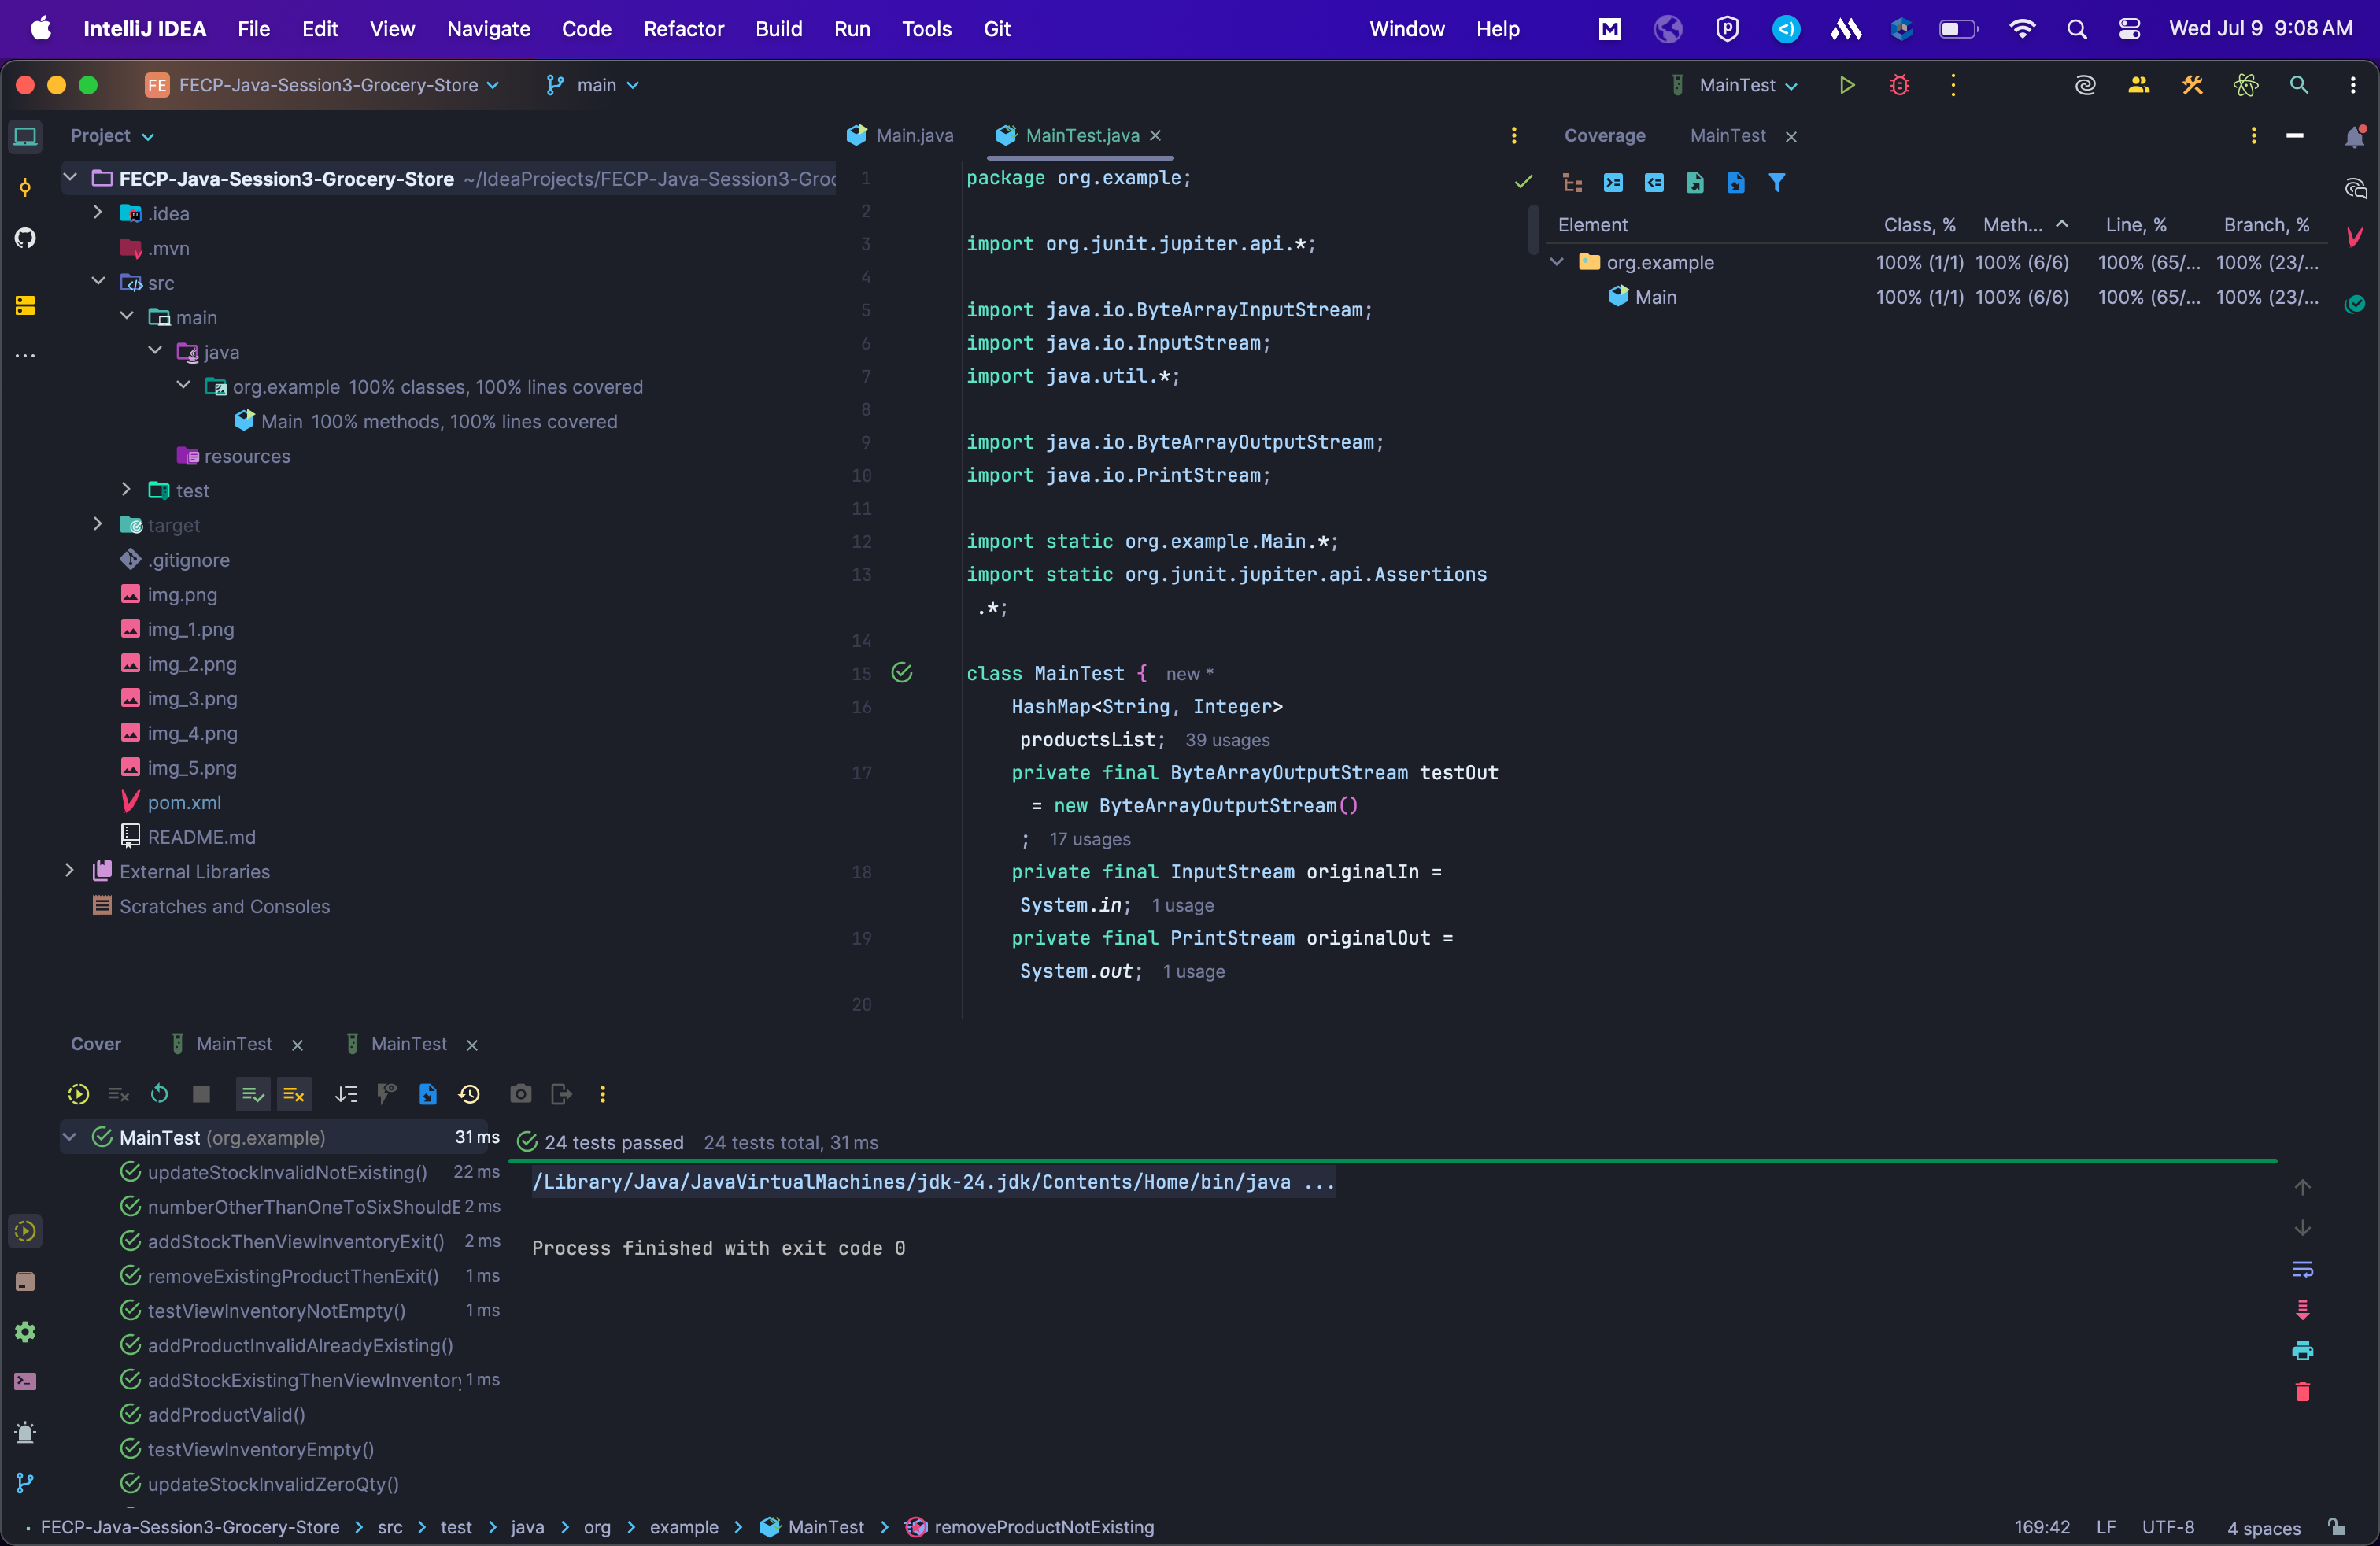 IntelliJ IDEA File Edit View Navigate Code Refactor Build Run Tools Git Window Help Wed Jul 9 9:08 AM
FE FECP-Java-Session3-Grocery-Store main MainTest
Project
FECP-Java-Session3-Grocery-Store ~/IdeaProjects/FECP-Java-Session3-Groc
.idea
.mvn
src
main
java
org.example 100% classes, 100% lines covered
Main 100% methods, 100% lines covered
resources
test
target
.gitignore
img.png
img_1.png
img_2.png
img_3.png
img_4.png
img_5.png
pom.xml
README.md
External Libraries
Scratches and Consoles
Main.java MainTest.java
1 package org.example;
2
3 import org.junit.jupiter.api.*;
4
5 import java.io.ByteArrayInputStream;
6 import java.io.InputStream;
7 import java.util.*;
8
9 import java.io.ByteArrayOutputStream;
10 import java.io.PrintStream;
11
12 import static org.example.Main.*;
13 import static org.junit.jupiter.api.Assertions
.*;
14
15 class MainTest { new *
16 HashMap<String, Integer>
productsList; 39 usages
17 private final ByteArrayOutputStream testOut
= new ByteArrayOutputStream()
; 17 usages
18 private final InputStream originalIn =
System.in; 1 usage
19 private final PrintStream originalOut =
System.out; 1 usage
20
Coverage MainTest
Element Class, % Meth... Line, % Branch, %
org.example 100% (1/1) 100% (6/6) 100% (65/... 100% (23/...
Main 100% (1/1) 100% (6/6) 100% (65/... 100% (23/...
Cover MainTest MainTest
MainTest (org.example) 31 ms
updateStockInvalidNotExisting() 22 ms
numberOtherThanOneToSixShouldE 2 ms
addStockThenViewInventoryExit() 2 ms
removeExistingProductThenExit() 1 ms
testViewInventoryNotEmpty() 1 ms
addProductInvalidAlreadyExisting()
addStockExistingThenViewInventory 1 ms
addProductValid()
testViewInventoryEmpty()
updateStockInvalidZeroQty()
24 tests passed 24 tests total, 31 ms
/Library/Java/JavaVirtualMachines/jdk-24.jdk/Contents/Home/bin/java ...
Process finished with exit code 0
FECP-Java-Session3-Grocery-Store > src > test > java > org > example > MainTest > removeProductNotExisting 169:42 LF UTF-8 4 spaces